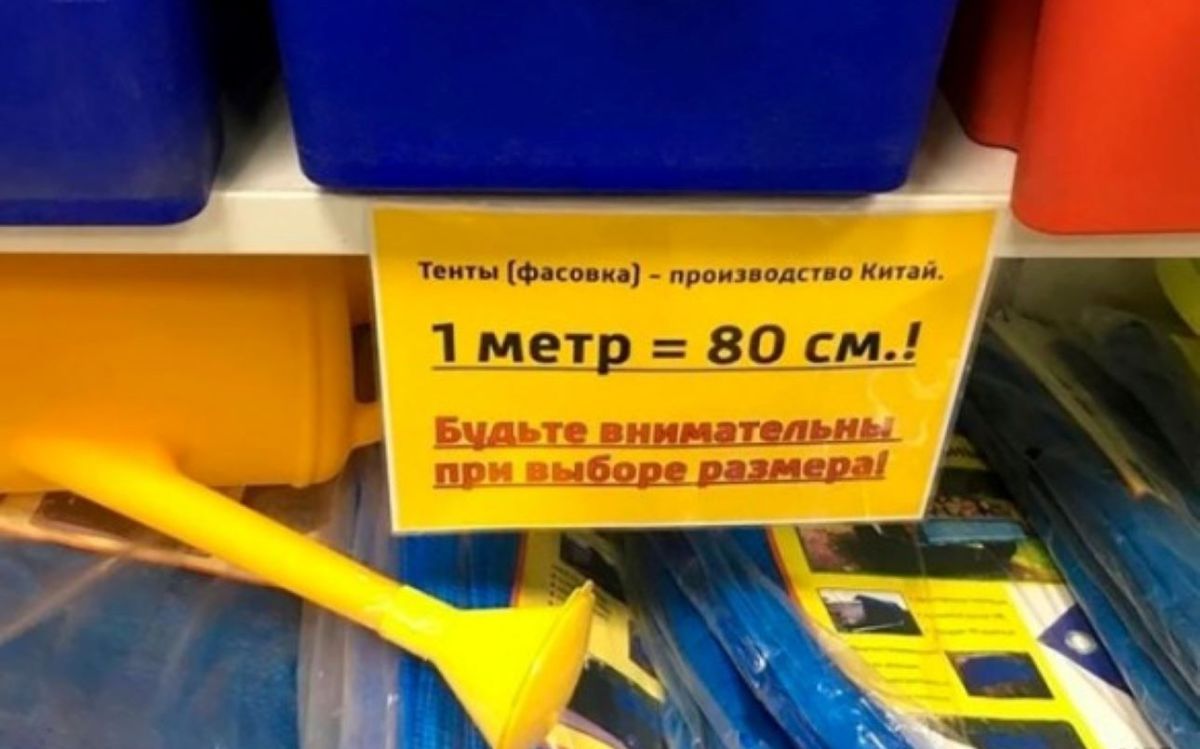 Тенты (фасовка) – производство Китай.
1 метр = 80 см.!
Будьте внимательны
при выборе размера!